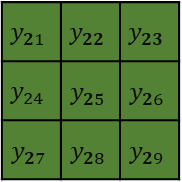 y₂₁ y₂₂ y₂₃
y₂₄ y₂₅ y₂₆
y₂₇ y₂₈ y₂₉